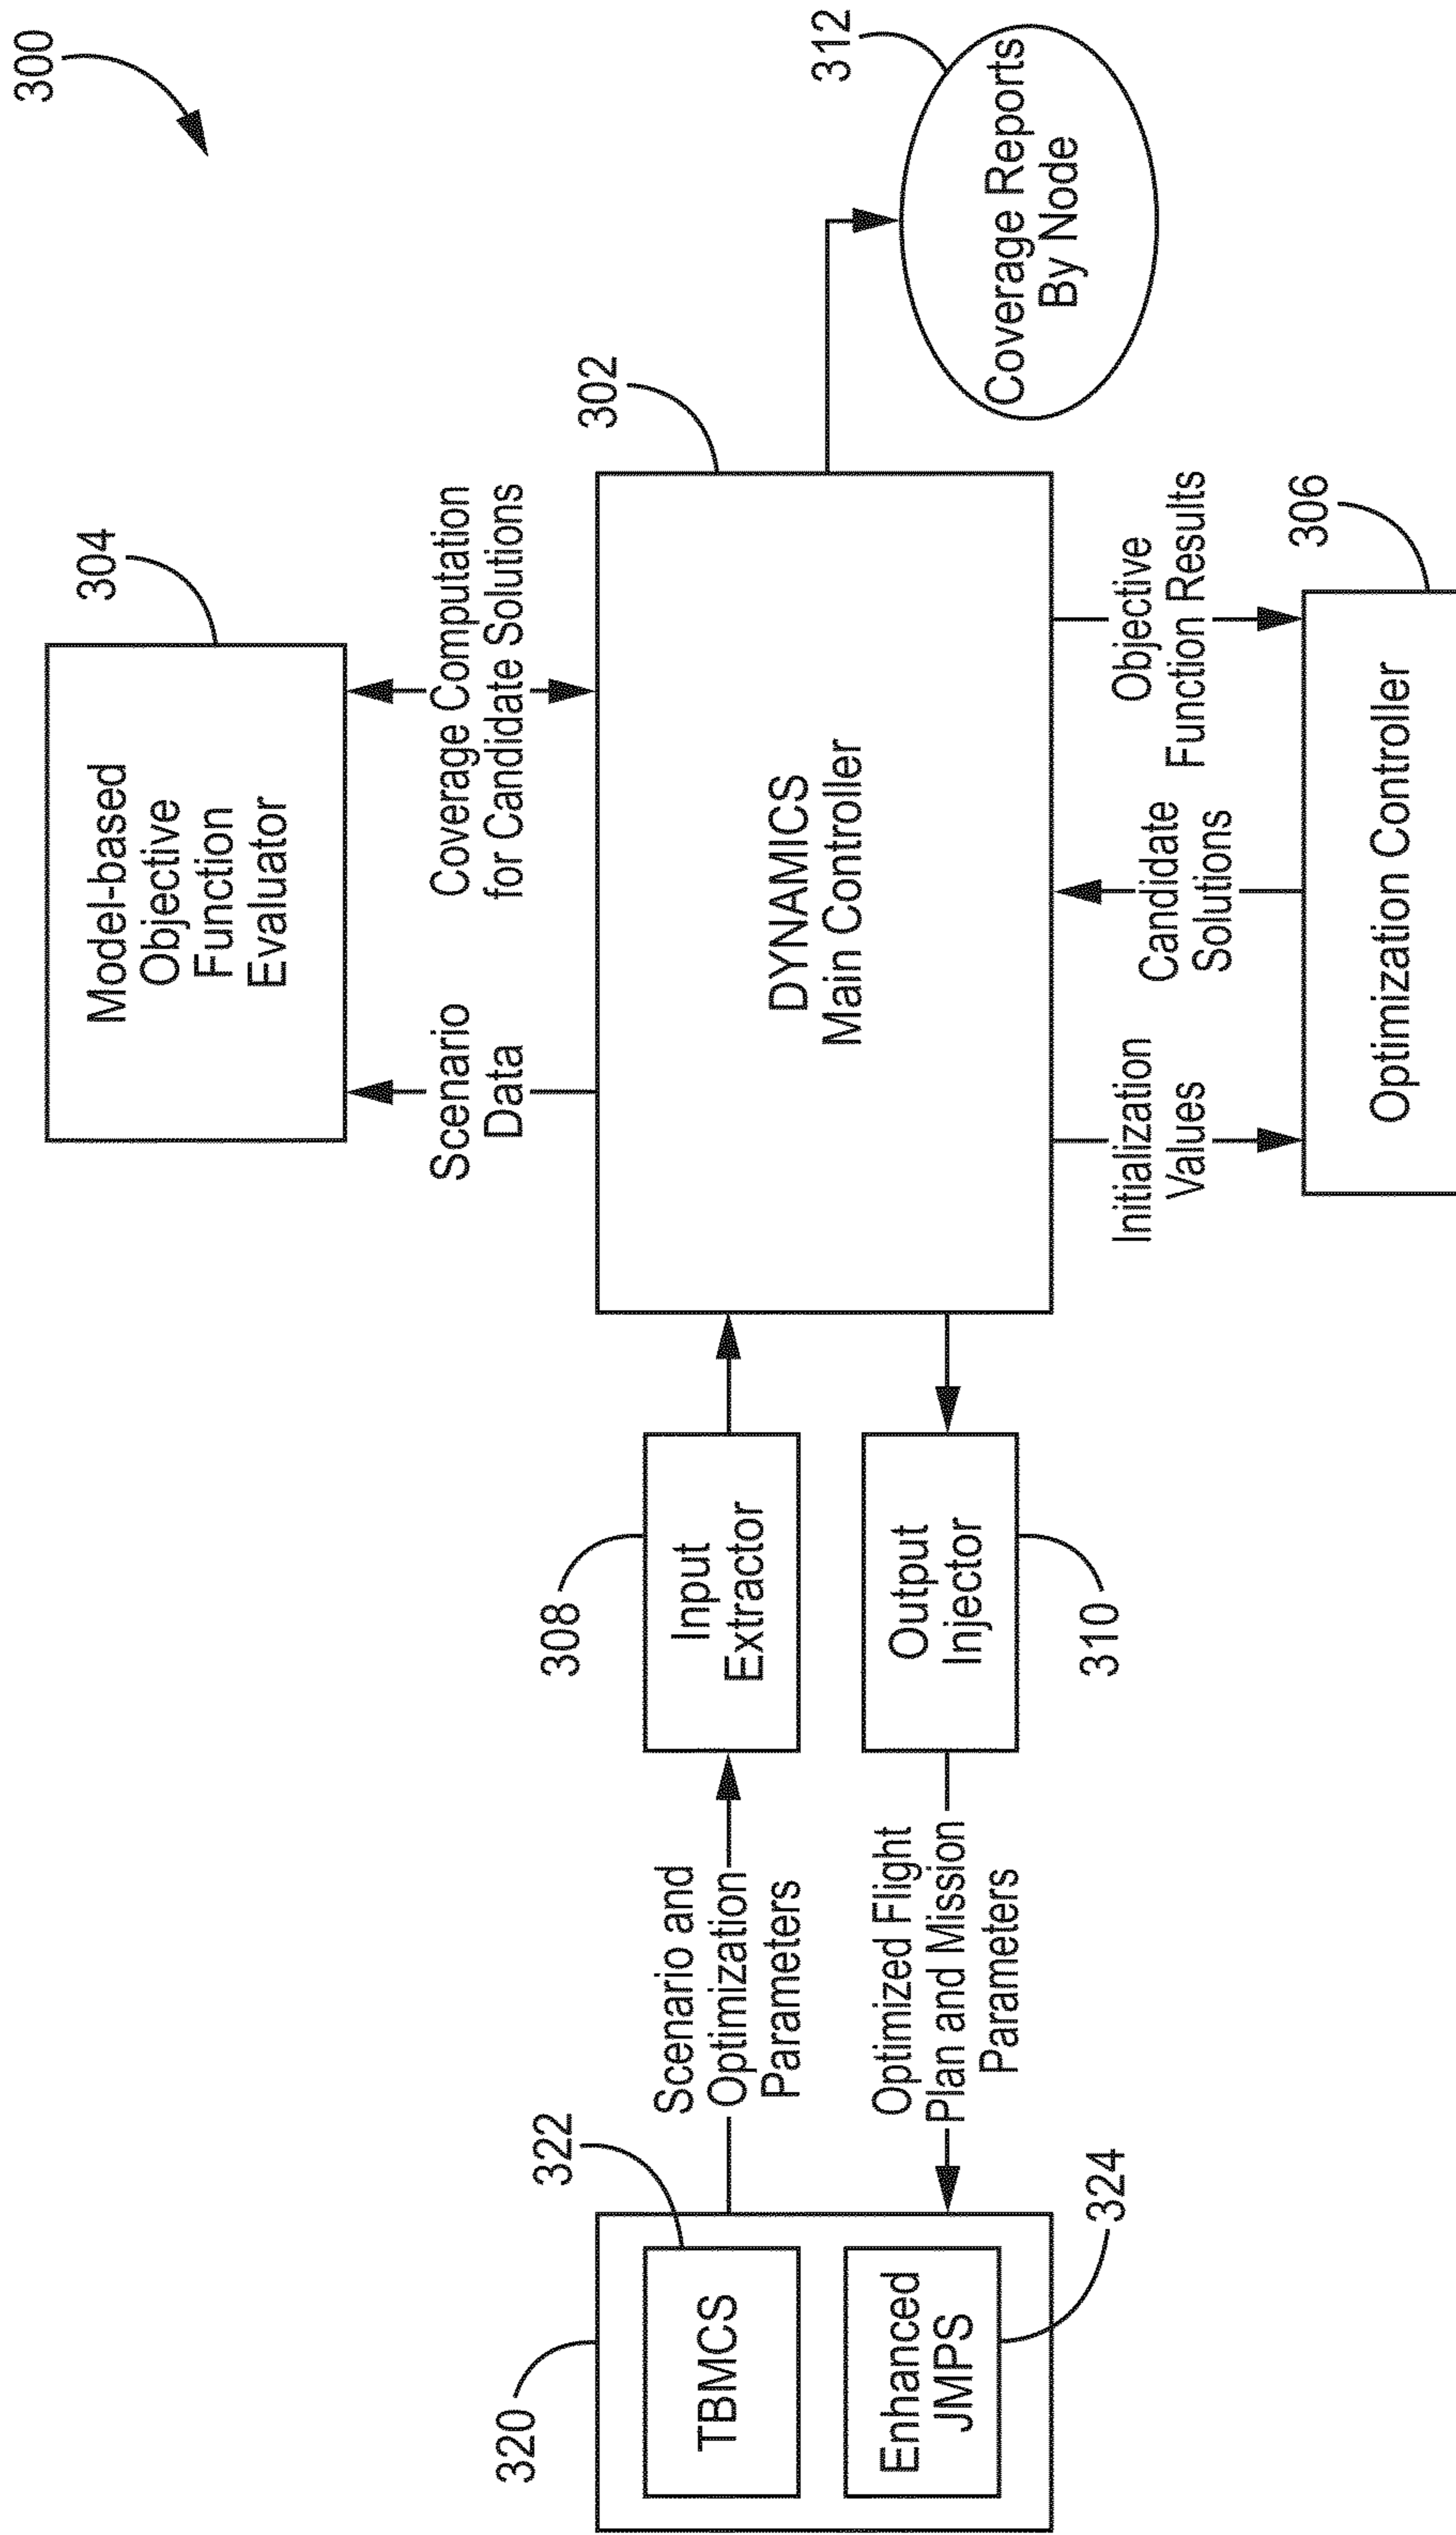 300
304
Model-based
Objective
Function
Evaluator
Scenario
Data
Coverage Computation
for Candidate Solutions
302
DYNAMICS
Main Controller
312
Coverage Reports
By Node
320
322
TBMCS
Enhanced
JMPS
324
Scenario and
Optimization
Parameters
308
Input
Extractor
Optimized Flight
Plan and Mission
Parameters
Output
Injector
310
Initialization
Values
Candidate
Solutions
Objective
Function Results
306
Optimization Controller